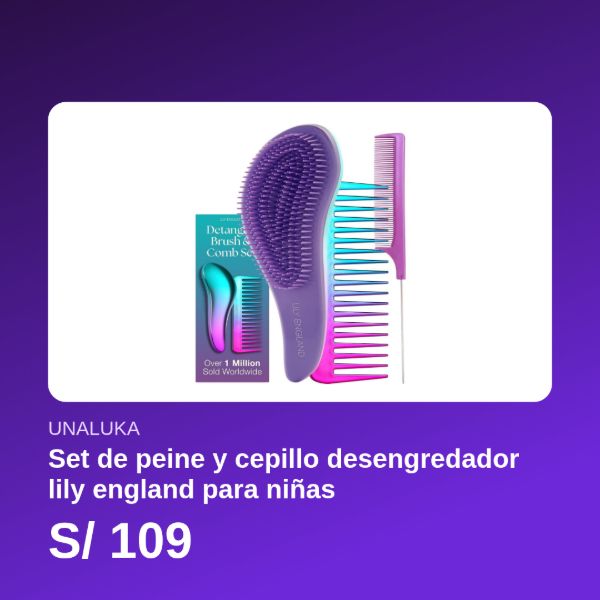 Detang
Brush &
Comb Se
Over 1 Million
Sold Worldwide
LILY ENGLAND
UNALUKA
Set de peine y cepillo desengredador
lily england para niñas
S/ 109